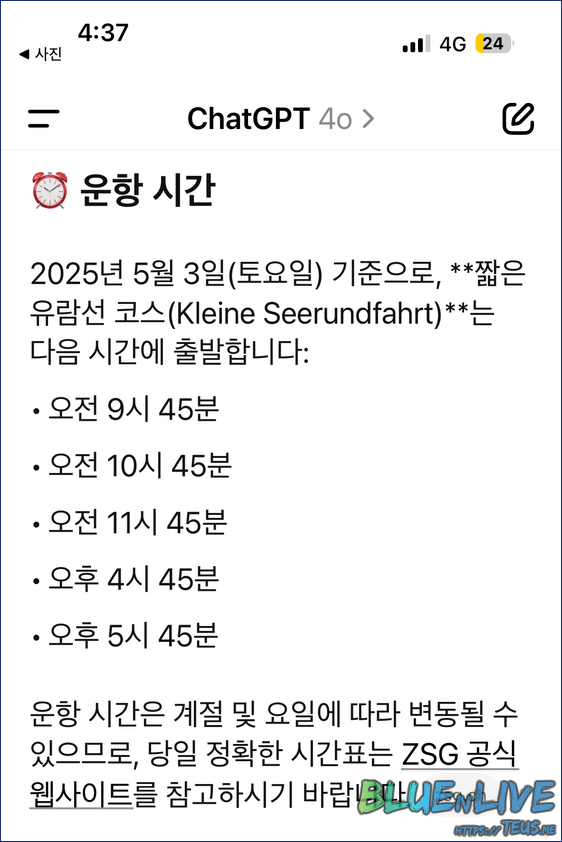 4:37
◀ 사진
4G 24
ChatGPT 4o >
⏰ 운항 시간
2025년 5월 3일(토요일) 기준으로, **짧은
유람선 코스(Kleine Seerundfahrt)**는
다음 시간에 출발합니다:
• 오전 9시 45분
• 오전 10시 45분
• 오전 11시 45분
• 오후 4시 45분
• 오후 5시 45분
운항 시간은 계절 및 요일에 따라 변동될 수
있으므로, 당일 정확한 시간표는 ZSG 공식
웹사이트를 참고하시기 바랍니다.
BLUEnLIVE
HTTPS://TEUS.ME